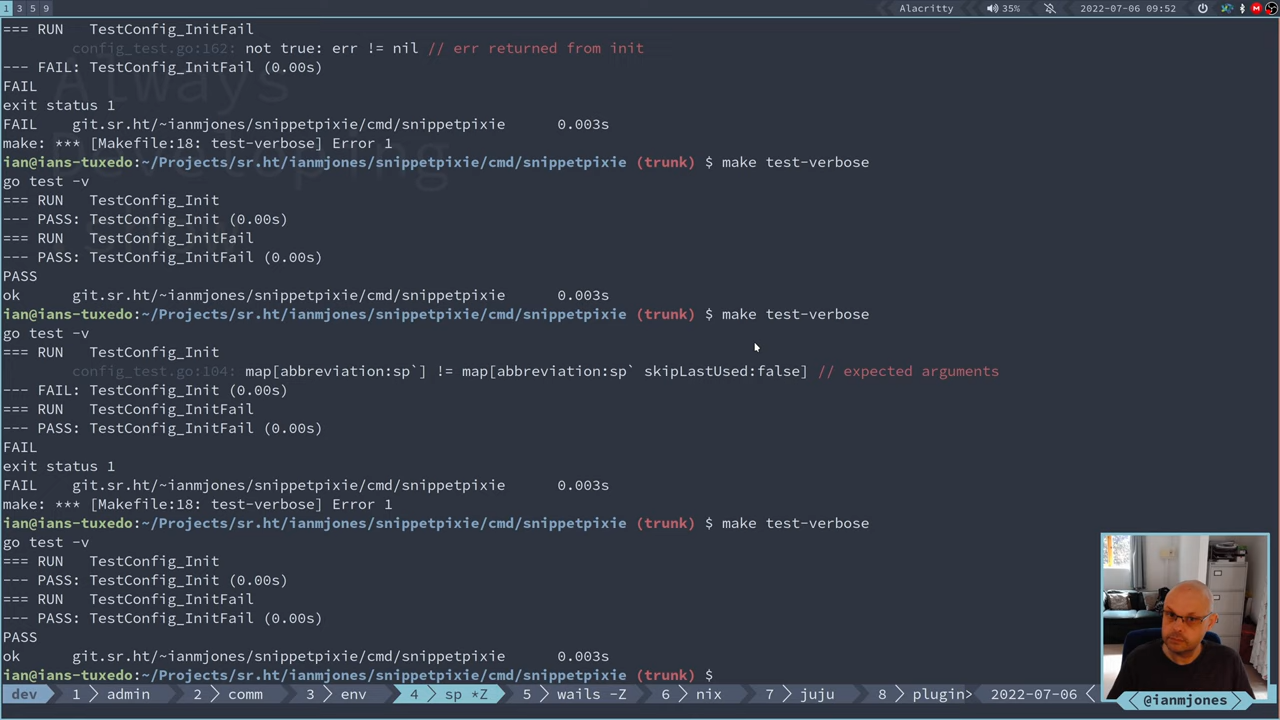 1 3 5 9 Alacritty 35% 2022-07-06 09:52
=== RUN   TestConfig_InitFail
        config_test.go:162: not true: err != nil // err returned from init
--- FAIL: TestConfig_InitFail (0.00s)
FAIL
exit status 1
FAIL    git.sr.ht/~ianmjones/snippetpixie/cmd/snippetpixie      0.003s
make: *** [Makefile:18: test-verbose] Error 1
ian@ians-tuxedo:~/Projects/sr.ht/ianmjones/snippetpixie/cmd/snippetpixie (trunk) $ make test-verbose
go test -v
=== RUN   TestConfig_Init
--- PASS: TestConfig_Init (0.00s)
=== RUN   TestConfig_InitFail
--- PASS: TestConfig_InitFail (0.00s)
PASS
ok      git.sr.ht/~ianmjones/snippetpixie/cmd/snippetpixie      0.003s
ian@ians-tuxedo:~/Projects/sr.ht/ianmjones/snippetpixie/cmd/snippetpixie (trunk) $ make test-verbose
go test -v
=== RUN   TestConfig_Init
        config_test.go:104: map[abbreviation:sp`] != map[abbreviation:sp` skipLastUsed:false] // expected arguments
--- FAIL: TestConfig_Init (0.00s)
=== RUN   TestConfig_InitFail
--- PASS: TestConfig_InitFail (0.00s)
FAIL
exit status 1
FAIL    git.sr.ht/~ianmjones/snippetpixie/cmd/snippetpixie      0.003s
make: *** [Makefile:18: test-verbose] Error 1
ian@ians-tuxedo:~/Projects/sr.ht/ianmjones/snippetpixie/cmd/snippetpixie (trunk) $ make test-verbose
go test -v
=== RUN   TestConfig_Init
--- PASS: TestConfig_Init (0.00s)
=== RUN   TestConfig_InitFail
--- PASS: TestConfig_InitFail (0.00s)
PASS
ok      git.sr.ht/~ianmjones/snippetpixie/cmd/snippetpixie      0.003s
ian@ians-tuxedo:~/Projects/sr.ht/ianmjones/snippetpixie/cmd/snippetpixie (trunk) $
dev 1 admin 2 comm 3 env 4 sp *Z 5 wails -Z 6 nix 7 juju 8 plugin> 2022-07-06
@ianmjones
Always
Developing